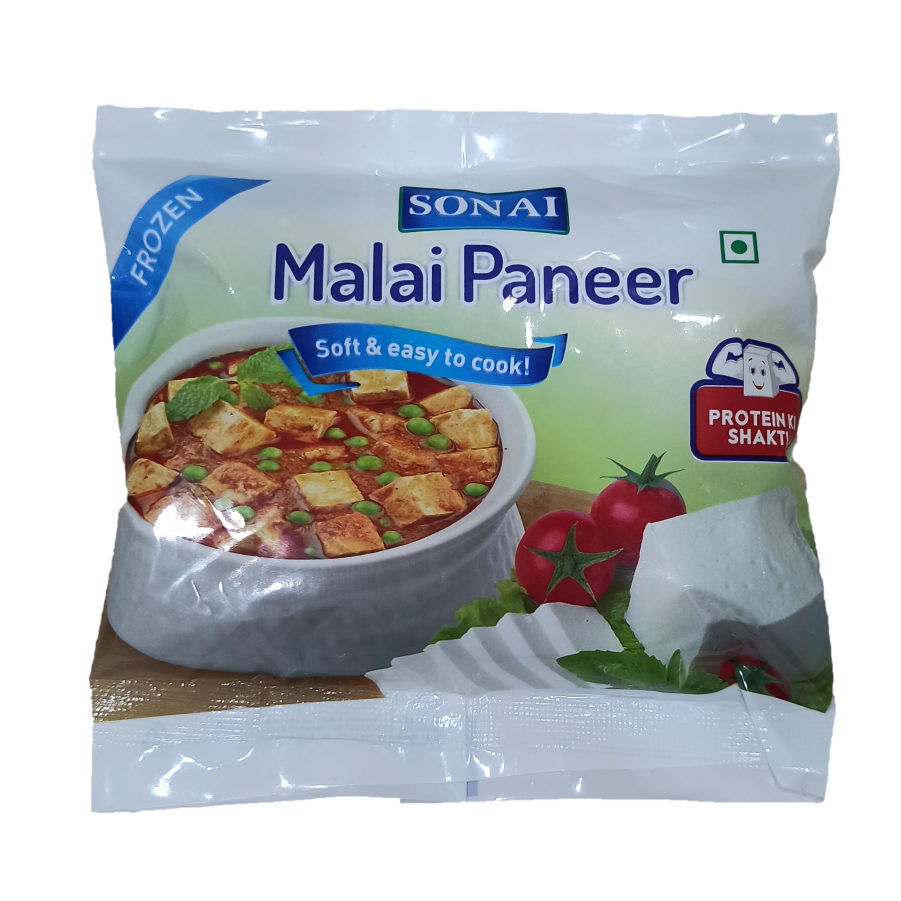 FROZEN
SONAI
Malai Paneer
Soft & easy to cook!
PROTEIN KI
SHAKTI